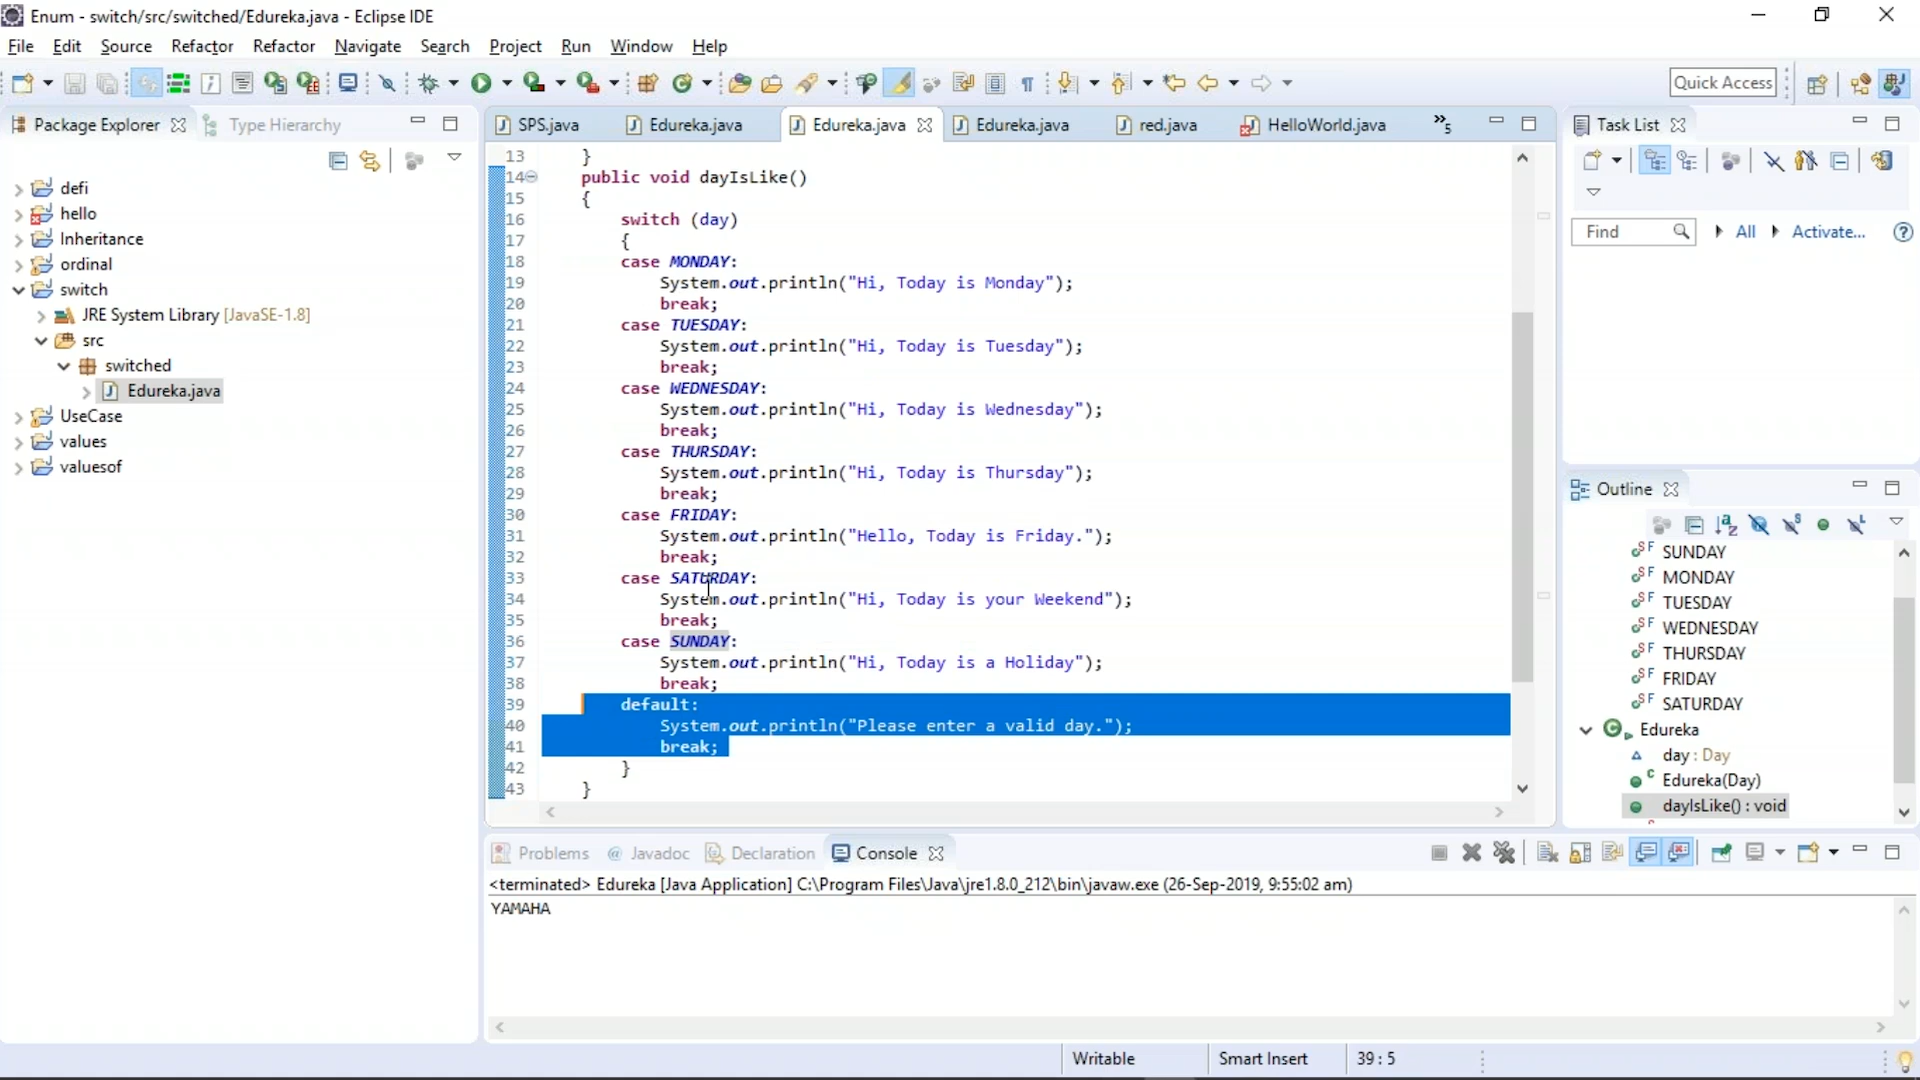 Enum - switch/src/switched/Edureka.java - Eclipse IDE
File Edit Source Refactor Refactor Navigate Search Project Run Window Help
Quick Access
Package Explorer Type Hierarchy
SPS.java Edureka.java Edureka.java Edureka.java red.java HelloWorld.java »5
Task List
defi
hello
Inheritance
ordinal
switch
JRE System Library [JavaSE-1.8]
src
switched
Edureka.java
UseCase
values
valuesof
13 }
14 public void dayIsLike()
15 {
16 switch (day)
17 {
18 case MONDAY:
19 System.out.println("Hi, Today is Monday");
20 break;
21 case TUESDAY:
22 System.out.println("Hi, Today is Tuesday");
23 break;
24 case WEDNESDAY:
25 System.out.println("Hi, Today is Wednesday");
26 break;
27 case THURSDAY:
28 System.out.println("Hi, Today is Thursday");
29 break;
30 case FRIDAY:
31 System.out.println("Hello, Today is Friday.");
32 break;
33 case SATURDAY:
34 System.out.println("Hi, Today is your Weekend");
35 break;
36 case SUNDAY:
37 System.out.println("Hi, Today is a Holiday");
38 break;
39 default:
40 System.out.println("Please enter a valid day.");
41 break;
42 }
43 }
Find All Activate...
Outline
SUNDAY
MONDAY
TUESDAY
WEDNESDAY
THURSDAY
FRIDAY
SATURDAY
Edureka
day : Day
Edureka(Day)
dayIsLike() : void
Problems Javadoc Declaration Console
<terminated> Edureka [Java Application] C:\Program Files\Java\jre1.8.0_212\bin\javaw.exe (26-Sep-2019, 9:55:02 am)
YAMAHA
Writable Smart Insert 39 : 5